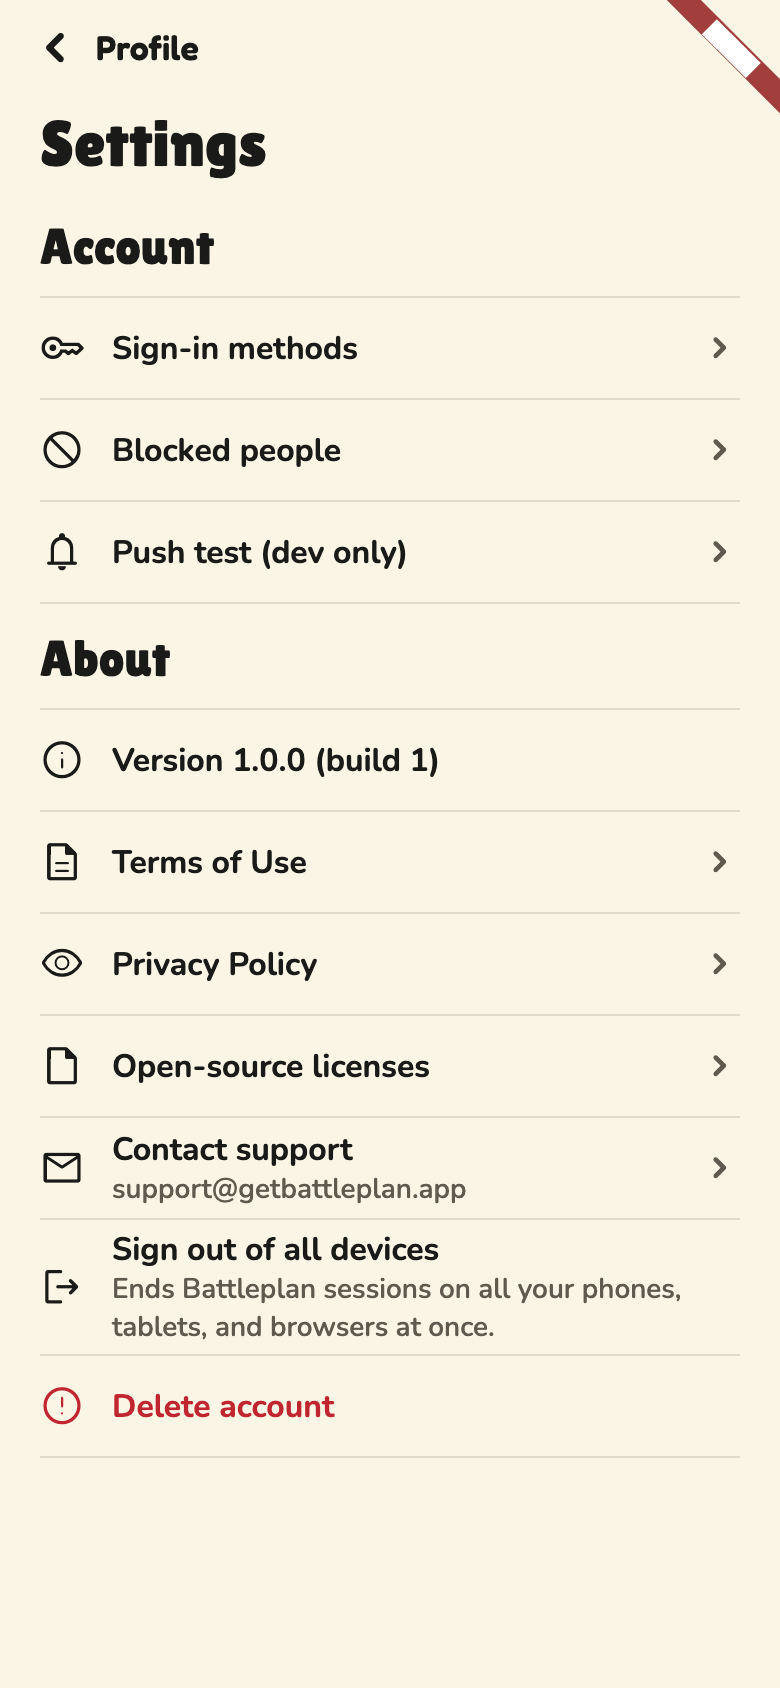 Profile
Settings
Account
Sign-in methods
Blocked people
Push test (dev only)
About
Version 1.0.0 (build 1)
Terms of Use
Privacy Policy
Open-source licenses
Contact support
support@getbattleplan.app
Sign out of all devices
Ends Battleplan sessions on all your phones,
tablets, and browsers at once.
Delete account